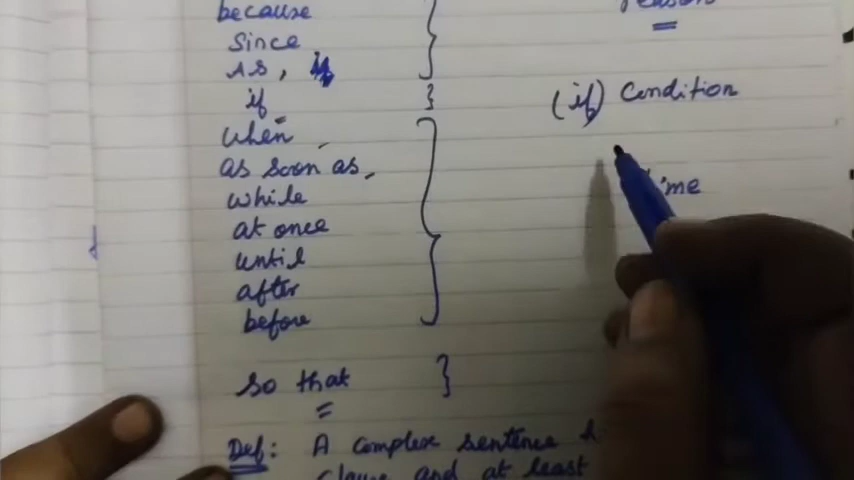 because } reason
since
As,
if } (if) Condition
when
as soon as,
while } time
at once
until
after
before
so that }
Def: A complex sentence
clause and at least